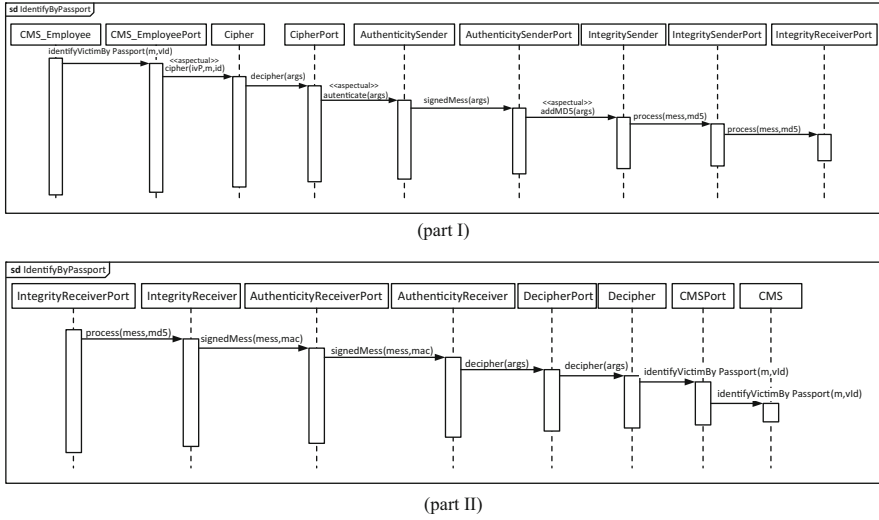 sd IdentifyByPassport
CMS_Employee
CMS_EmployeePort
Cipher
CipherPort
AuthenticitySender
AuthenticitySenderPort
IntegritySender
IntegritySenderPort
IntegrityReceiverPort
identifyVictimBy Passport(m,vId)
<<aspectual>>
cipher(ivP,m,id)
decipher(args)
<<aspectual>>
autenticate(args)
signedMess(args)
<<aspectual>>
addMD5(args)
process(mess,md5)
process(mess,md5)
(part I)
sd IdentifyByPassport
IntegrityReceiverPort
IntegrityReceiver
AuthenticityReceiverPort
AuthenticityReceiver
DecipherPort
Decipher
CMSPort
CMS
process(mess,md5)
signedMess(mess,mac)
signedMess(mess,mac)
decipher(args)
decipher(args)
identifyVictimBy Passport(m,vId)
identifyVictimBy Passport(m,vId)
(part II)